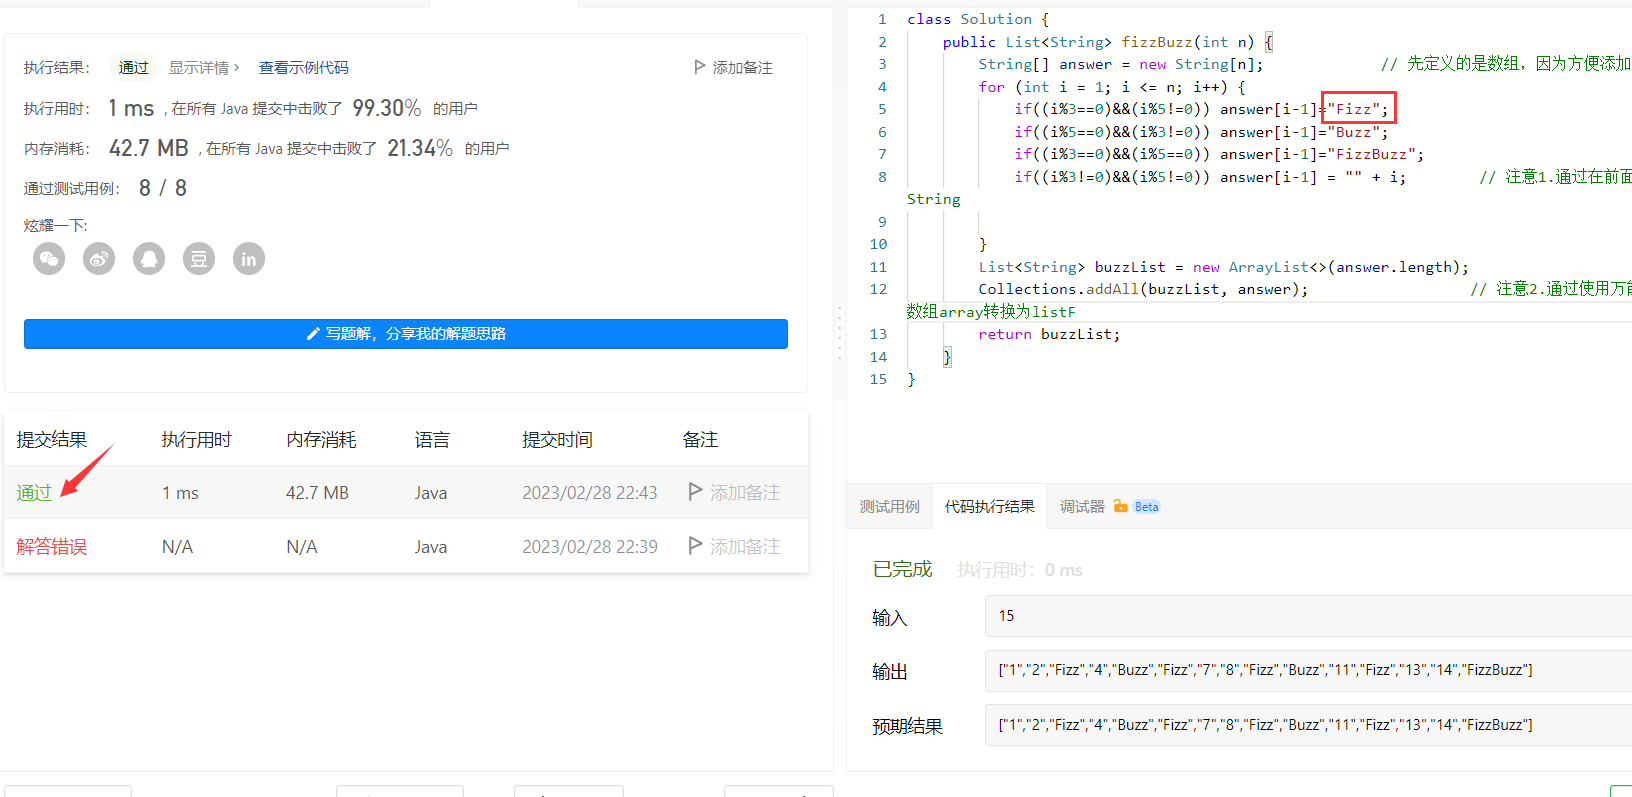 执行结果： 通过 显示详情 > 查看示例代码 添加备注
执行用时： 1 ms , 在所有 Java 提交中击败了 99.30% 的用户
内存消耗： 42.7 MB , 在所有 Java 提交中击败了 21.34% 的用户
通过测试用例： 8 / 8
炫耀一下:
豆 in
写题解，分享我的解题思路
提交结果 执行用时 内存消耗 语言 提交时间 备注
通过 1 ms 42.7 MB Java 2023/02/28 22:43 添加备注
解答错误 N/A N/A Java 2023/02/28 22:39 添加备注
1 class Solution {
2 public List<String> fizzBuzz(int n) {
3 String[] answer = new String[n]; // 先定义的是数组，因为方便添加
4 for (int i = 1; i <= n; i++) {
5 if((i%3==0)&&(i%5!=0)) answer[i-1]="Fizz";
6 if((i%5==0)&&(i%3!=0)) answer[i-1]="Buzz";
7 if((i%3==0)&&(i%5==0)) answer[i-1]="FizzBuzz";
8 if((i%3!=0)&&(i%5!=0)) answer[i-1] = "" + i; // 注意1.通过在前面
String
9
10 }
11 List<String> buzzList = new ArrayList<>(answer.length);
12 Collections.addAll(buzzList, answer); // 注意2.通过使用万能
数组array转换为listF
13 return buzzList;
14 }
15 }
测试用例 代码执行结果 调试器 Beta
已完成 执行用时：0 ms
输入 15
输出 ["1","2","Fizz","4","Buzz","Fizz","7","8","Fizz","Buzz","11","Fizz","13","14","FizzBuzz"]
预期结果 ["1","2","Fizz","4","Buzz","Fizz","7","8","Fizz","Buzz","11","Fizz","13","14","FizzBuzz"]